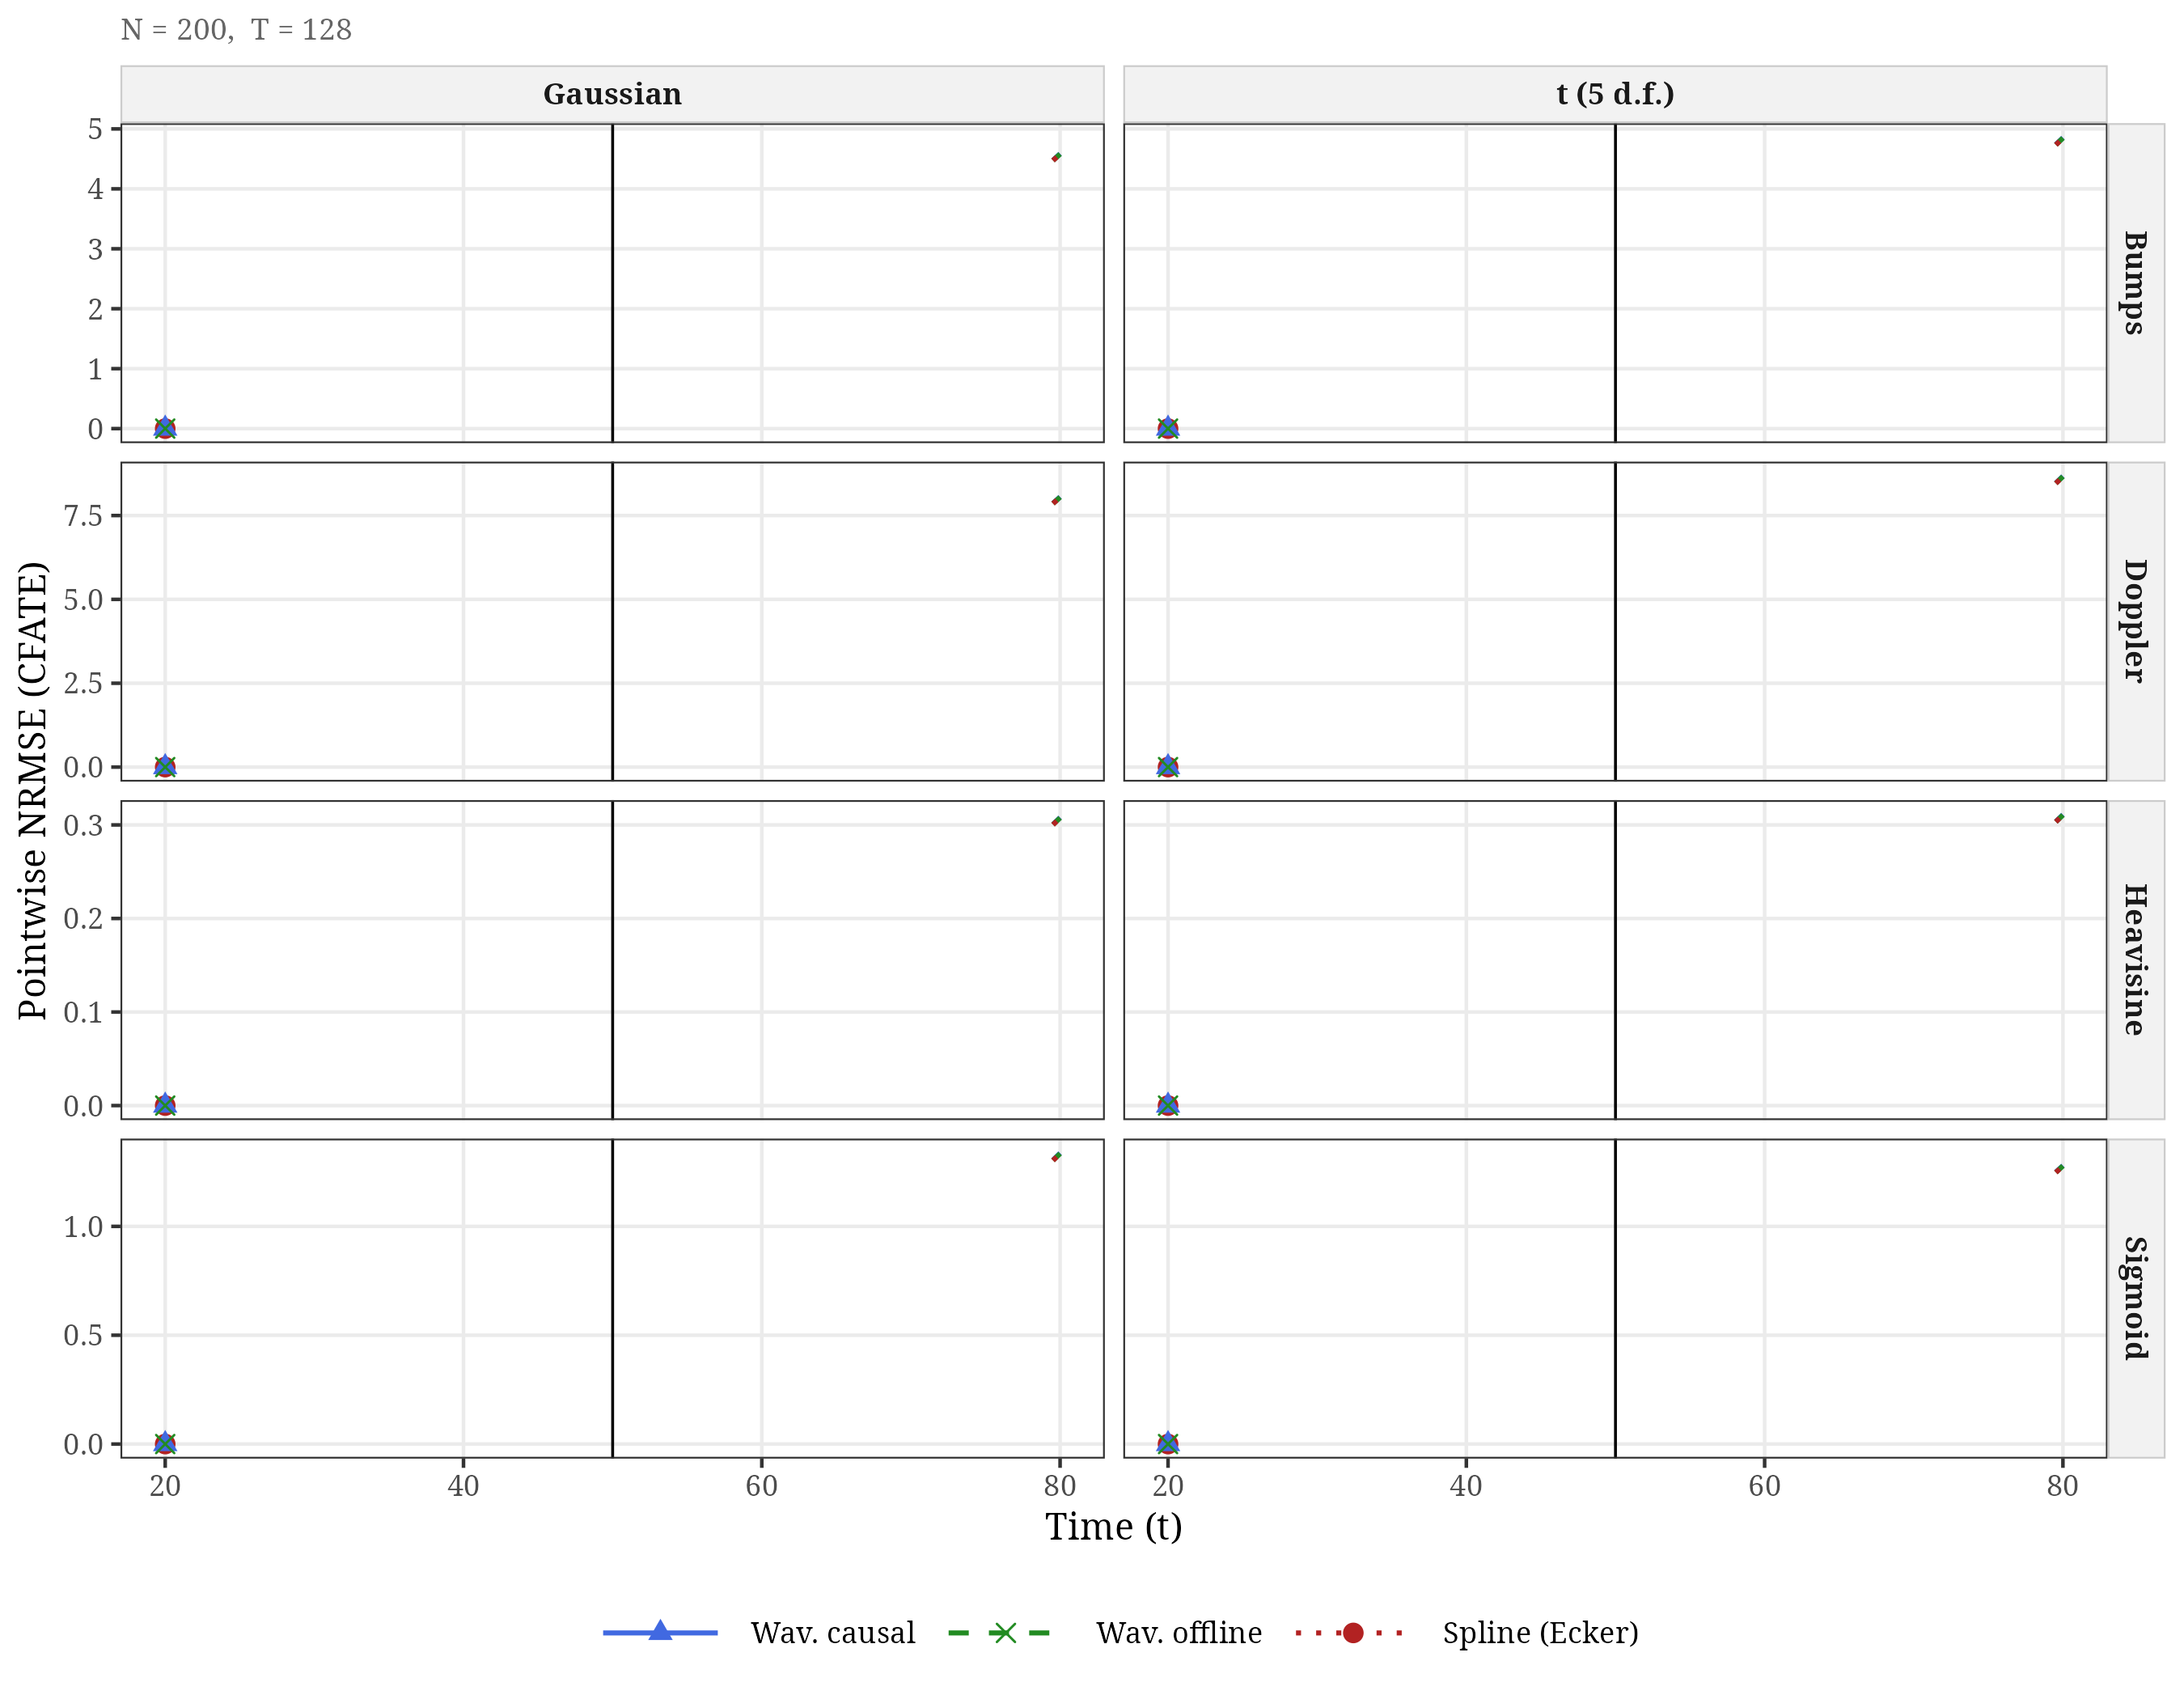 N = 200,  T = 128
Gaussian
t (5 d.f.)
5
4
3
2
1
0
Bumps
7.5
5.0
2.5
0.0
Doppler
0.3
0.2
0.1
0.0
Heavisine
1.0
0.5
0.0
Sigmoid
Pointwise NRMSE (CFATE)
20 40 60 80 20 40 60 80
Time (t)
Wav. causal Wav. offline Spline (Ecker)